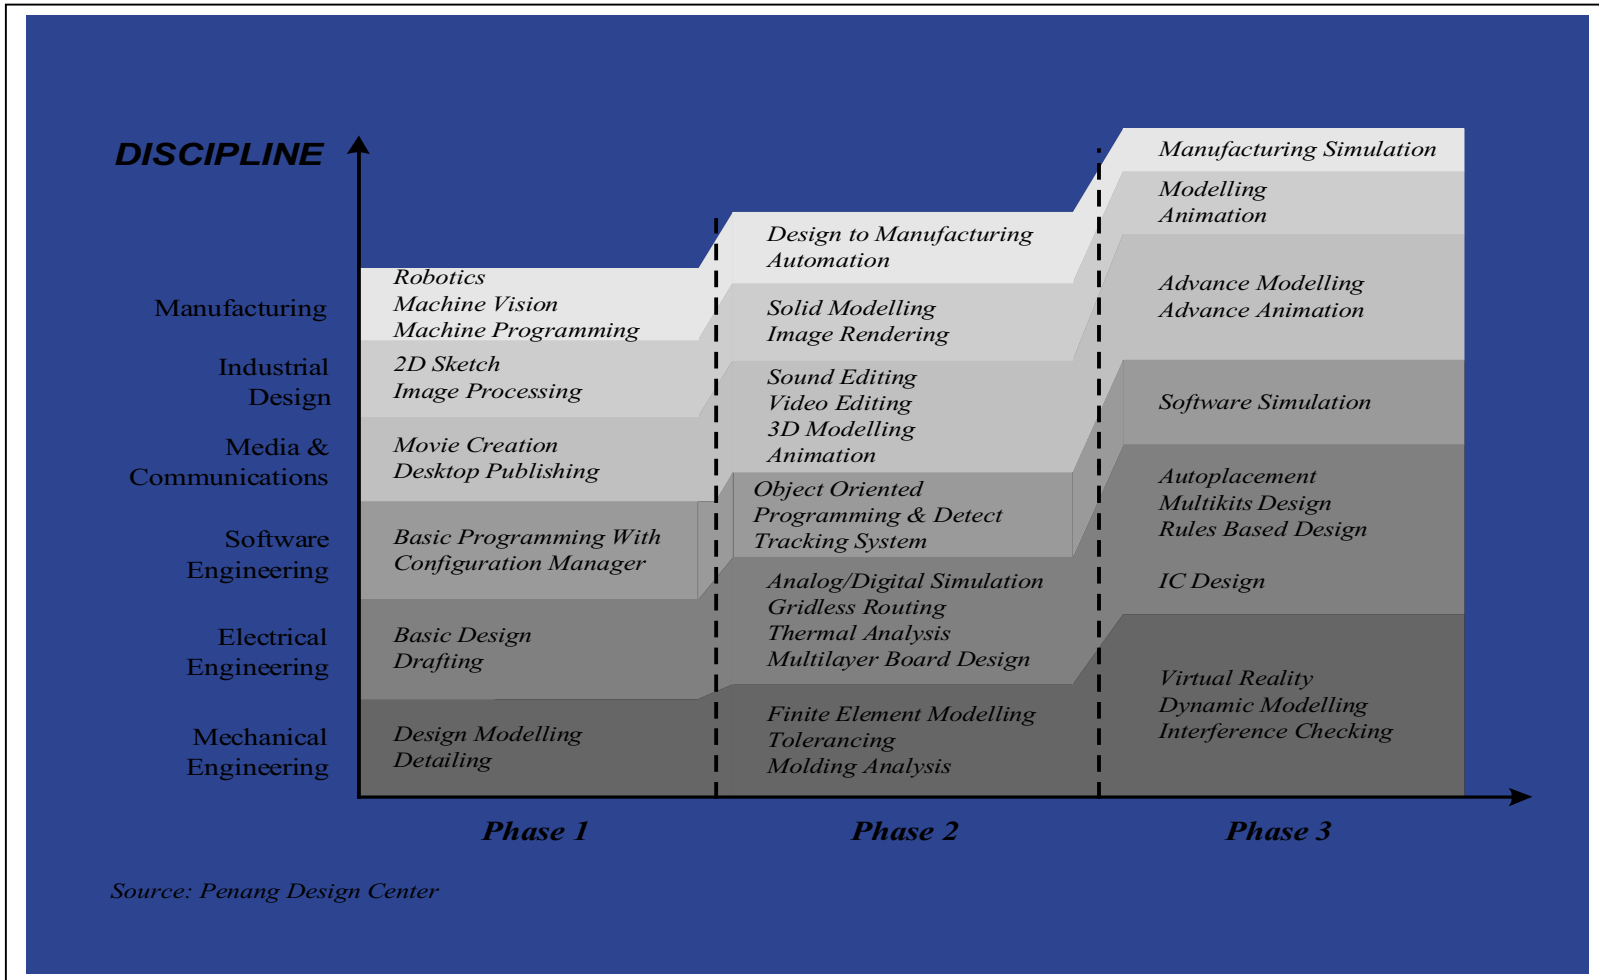 DISCIPLINE
Manufacturing
Industrial
Design
Media &
Communications
Software
Engineering
Electrical
Engineering
Mechanical
Engineering
Robotics
Machine Vision
Machine Programming
2D Sketch
Image Processing
Movie Creation
Desktop Publishing
Basic Programming With
Configuration Manager
Basic Design
Drafting
Design Modelling
Detailing
Design to Manufacturing
Automation
Solid Modelling
Image Rendering
Sound Editing
Video Editing
3D Modelling
Animation
Object Oriented
Programming & Detect
Tracking System
Analog/Digital Simulation
Gridless Routing
Thermal Analysis
Multilayer Board Design
Finite Element Modelling
Tolerancing
Molding Analysis
Manufacturing Simulation
Modelling
Animation
Advance Modelling
Advance Animation
Software Simulation
Autoplacement
Multikits Design
Rules Based Design
IC Design
Virtual Reality
Dynamic Modelling
Interference Checking
Phase 1
Phase 2
Phase 3
Source: Penang Design Center